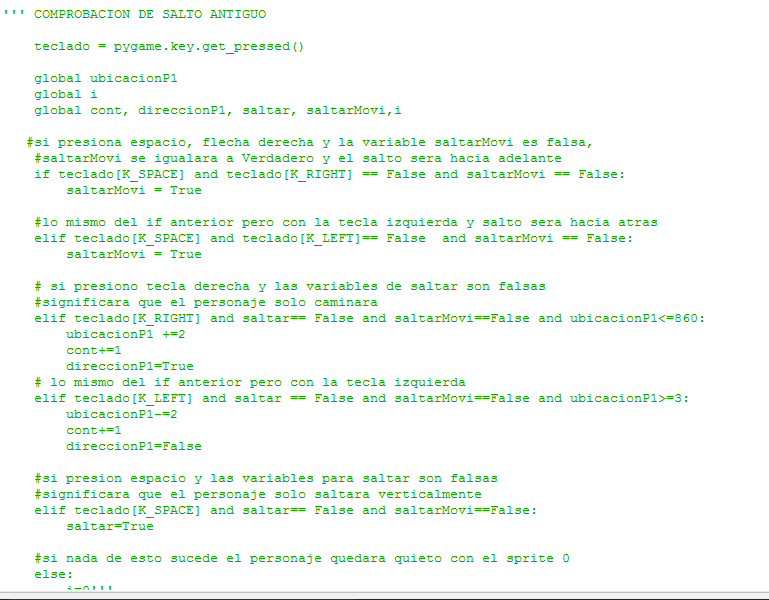 ''' COMPROBACION DE SALTO ANTIGUO
teclado = pygame.key.get_pressed()
global ubicacionP1
global i
global cont, direccionP1, saltar, saltarMovi,i
#si presiona espacio, flecha derecha y la variable saltarMovi es falsa,
#saltarMovi se igualara a Verdadero y el salto sera hacia adelante
if teclado[K_SPACE] and teclado[K_RIGHT] == False and saltarMovi == False:
saltarMovi = True
#lo mismo del if anterior pero con la tecla izquierda y salto sera hacia atras
elif teclado[K_SPACE] and teclado[K_LEFT]== False  and saltarMovi == False:
saltarMovi = True
# si presiono tecla derecha y las variables de saltar son falsas
#significara que el personaje solo caminara
elif teclado[K_RIGHT] and saltar== False and saltarMovi==False and ubicacionP1<=860:
ubicacionP1 +=2
cont+=1
direccionP1=True
# lo mismo del if anterior pero con la tecla izquierda
elif teclado[K_LEFT] and saltar == False and saltarMovi==False and ubicacionP1>=3:
ubicacionP1-=2
cont+=1
direccionP1=False
#si presion espacio y las variables para saltar son falsas
#significara que el personaje solo saltara verticalmente
elif teclado[K_SPACE] and saltar== False and saltarMovi==False:
saltar=True
#si nada de esto sucede el personaje quedara quieto con el sprite 0
else:
i=0'''